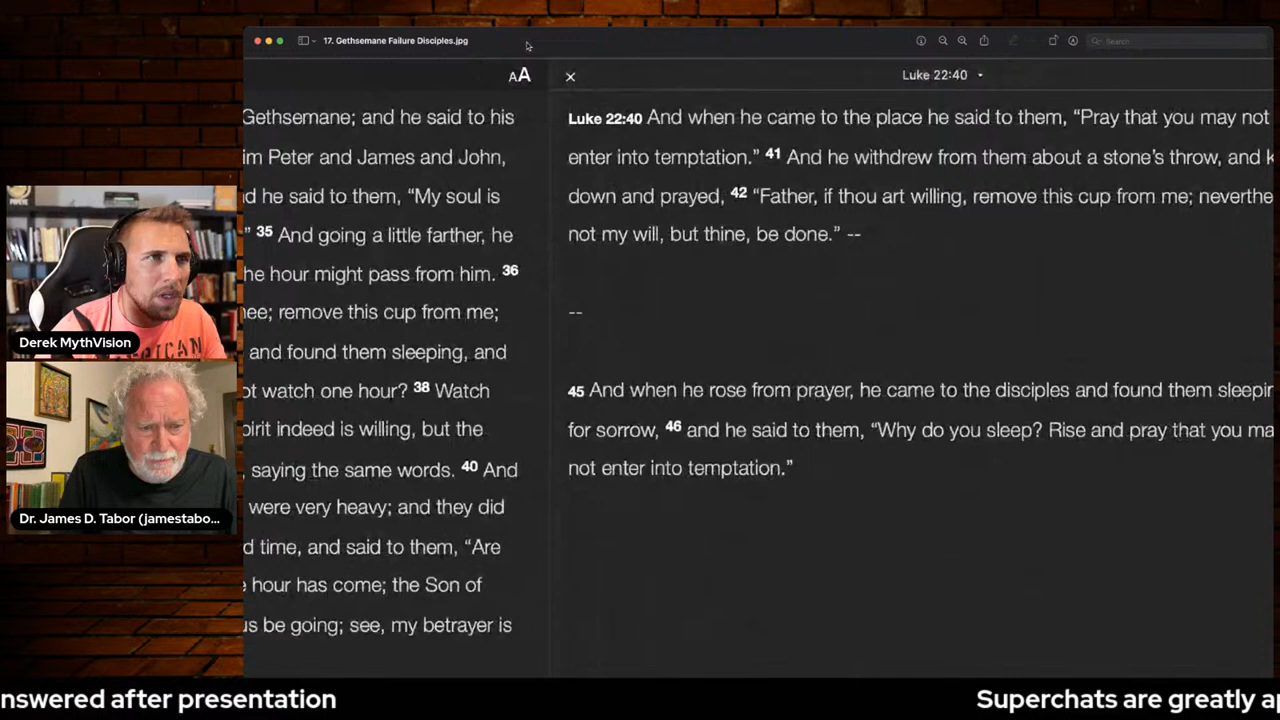 17. Gethsemane Failure Disciples.jpg
Search
AA
Luke 22:40
Gethsemane; and he said to his
Peter and James and John,
he said to them, “My soul is
” 35 And going a little farther, he
hour might pass from him. 36
remove this cup from me;
and found them sleeping, and
watch one hour? 38 Watch
indeed is willing, but the
saying the same words. 40 And
were very heavy; and they did
time, and said to them, “Are
hour has come; the Son of
be going; see, my betrayer is
Luke 22:40 And when he came to the place he said to them, “Pray that you may not
enter into temptation.” 41 And he withdrew from them about a stone’s throw, and k
down and prayed, 42 “Father, if thou art willing, remove this cup from me; neverthe
not my will, but thine, be done.” --
--
45 And when he rose from prayer, he came to the disciples and found them sleepin
for sorrow, 46 and he said to them, “Why do you sleep? Rise and pray that you ma
not enter into temptation.”
Derek MythVision
Dr. James D. Tabor (jamestabo...
nswered after presentation
Superchats are greatly a